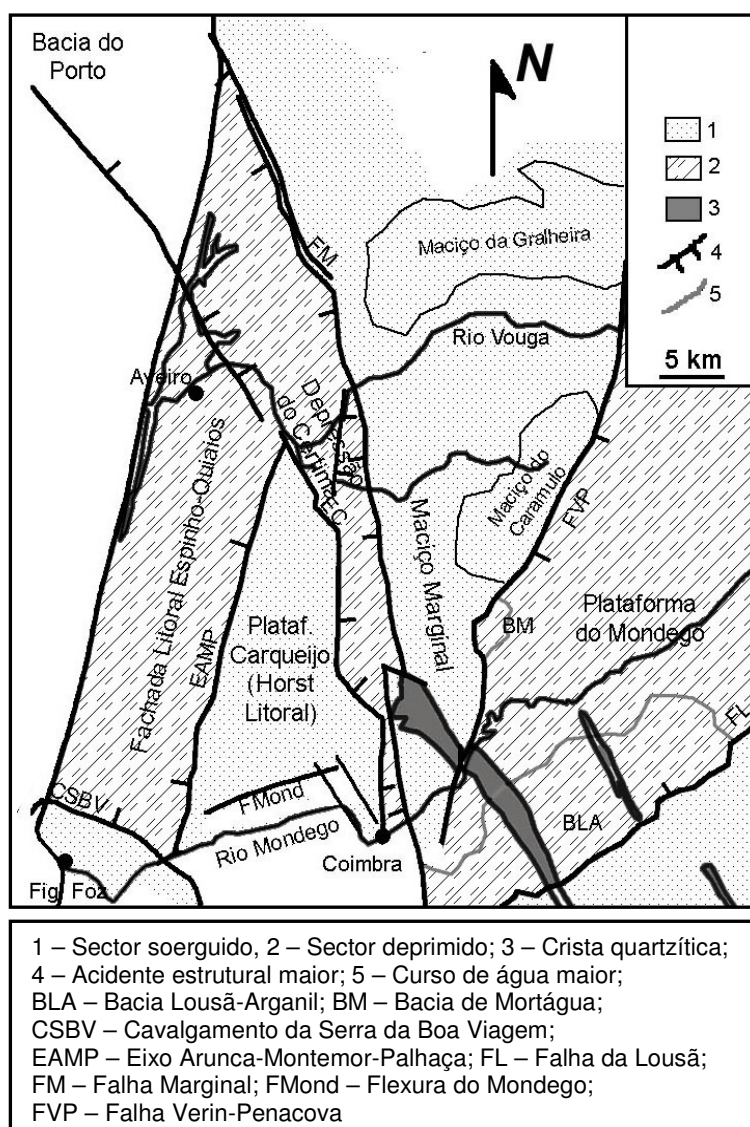 Bacia do
Porto
N
1
2
3
4
5
5 km
FM
Maciço da Gralheira
Rio Vouga
Aveiro
Depressão
do Cértima
FC
Maciço do
Caramulo
FVP
Maciço Marginal
Fachada Litoral Espinho-Quiaios
EAMP
Plataf.
Carqueijo
(Horst
Litoral)
BM
Plataforma
do Mondego
FL
CSBV
FMond
Rio Mondego
Coimbra
BLA
Fig. Foz
1 – Sector soerguido, 2 – Sector deprimido; 3 – Crista quartzítica;
4 – Acidente estrutural maior; 5 – Curso de água maior;
BLA – Bacia Lousã-Arganil; BM – Bacia de Mortágua;
CSBV – Cavalgamento da Serra da Boa Viagem;
EAMP – Eixo Arunca-Montemor-Palhaça; FL – Falha da Lousã;
FM – Falha Marginal; FMond – Flexura do Mondego;
FVP – Falha Verin-Penacova